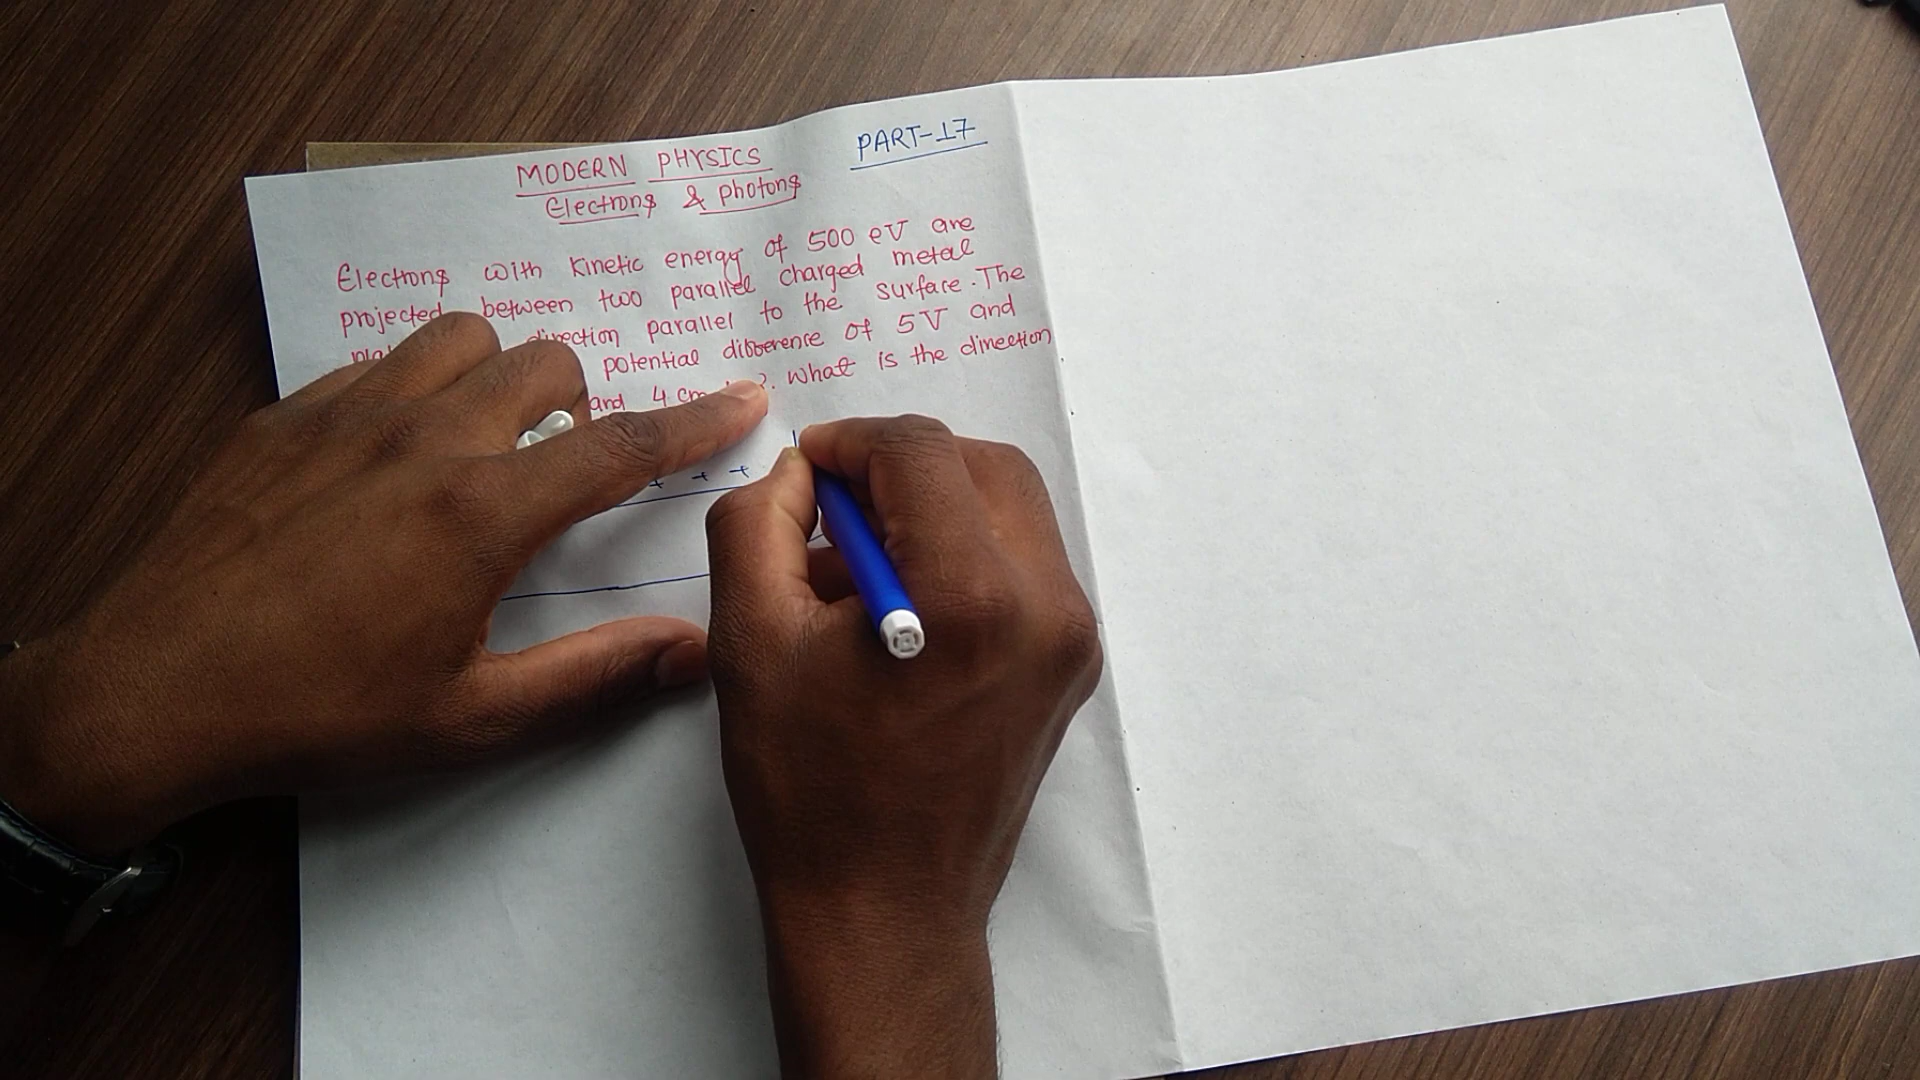 PART-17
MODERN PHYSICS
Electrons & photons
Electrons with kinetic energy of 500 eV are
projected between two parallel charged metal
direction parallel to the surface. The
potential difference of 5V and
and 4 cm ?. What is the direction
+ + +